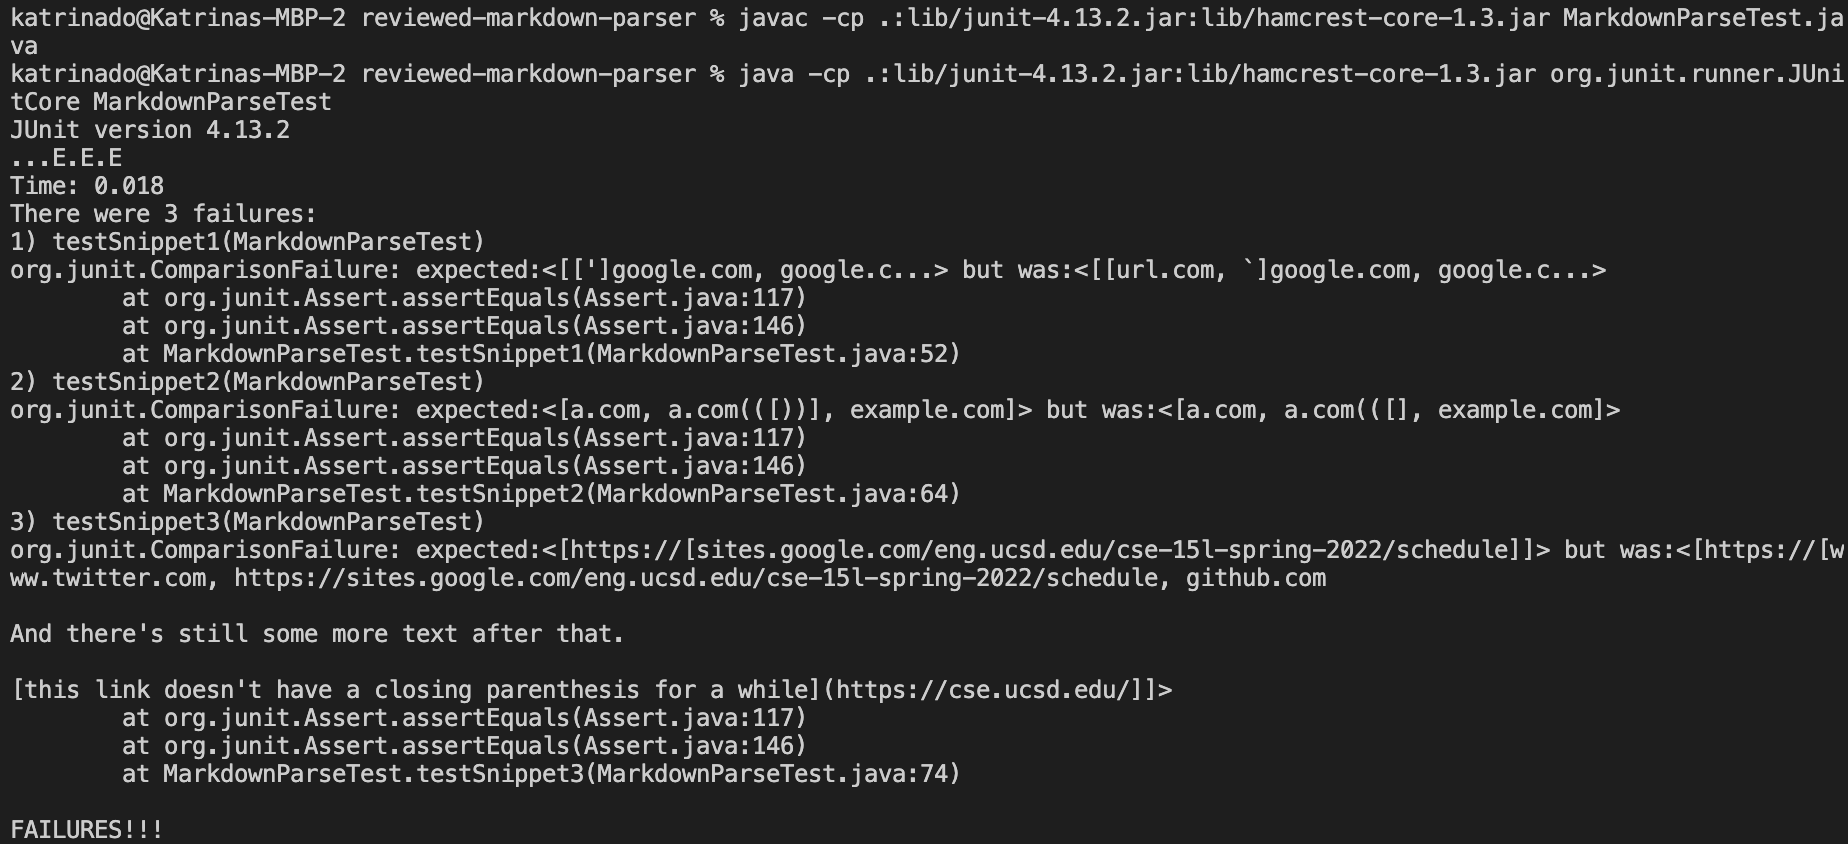 katrinado@Katrinas-MBP-2 reviewed-markdown-parser % javac -cp .:lib/junit-4.13.2.jar:lib/hamcrest-core-1.3.jar MarkdownParseTest.ja
va
katrinado@Katrinas-MBP-2 reviewed-markdown-parser % java -cp .:lib/junit-4.13.2.jar:lib/hamcrest-core-1.3.jar org.junit.runner.JUni
tCore MarkdownParseTest
JUnit version 4.13.2
...E.E.E
Time: 0.018
There were 3 failures:
1) testSnippet1(MarkdownParseTest)
org.junit.ComparisonFailure: expected:<[[']google.com, google.c...> but was:<[[url.com, `]google.com, google.c...>
        at org.junit.Assert.assertEquals(Assert.java:117)
        at org.junit.Assert.assertEquals(Assert.java:146)
        at MarkdownParseTest.testSnippet1(MarkdownParseTest.java:52)
2) testSnippet2(MarkdownParseTest)
org.junit.ComparisonFailure: expected:<[a.com, a.com(([))], example.com]> but was:<[a.com, a.com(([], example.com]>
        at org.junit.Assert.assertEquals(Assert.java:117)
        at org.junit.Assert.assertEquals(Assert.java:146)
        at MarkdownParseTest.testSnippet2(MarkdownParseTest.java:64)
3) testSnippet3(MarkdownParseTest)
org.junit.ComparisonFailure: expected:<[https://[sites.google.com/eng.ucsd.edu/cse-15l-spring-2022/schedule]]> but was:<[https://[w
ww.twitter.com, https://sites.google.com/eng.ucsd.edu/cse-15l-spring-2022/schedule, github.com

And there's still some more text after that.

[this link doesn't have a closing parenthesis for a while](https://cse.ucsd.edu/]]>
        at org.junit.Assert.assertEquals(Assert.java:117)
        at org.junit.Assert.assertEquals(Assert.java:146)
        at MarkdownParseTest.testSnippet3(MarkdownParseTest.java:74)

FAILURES!!!